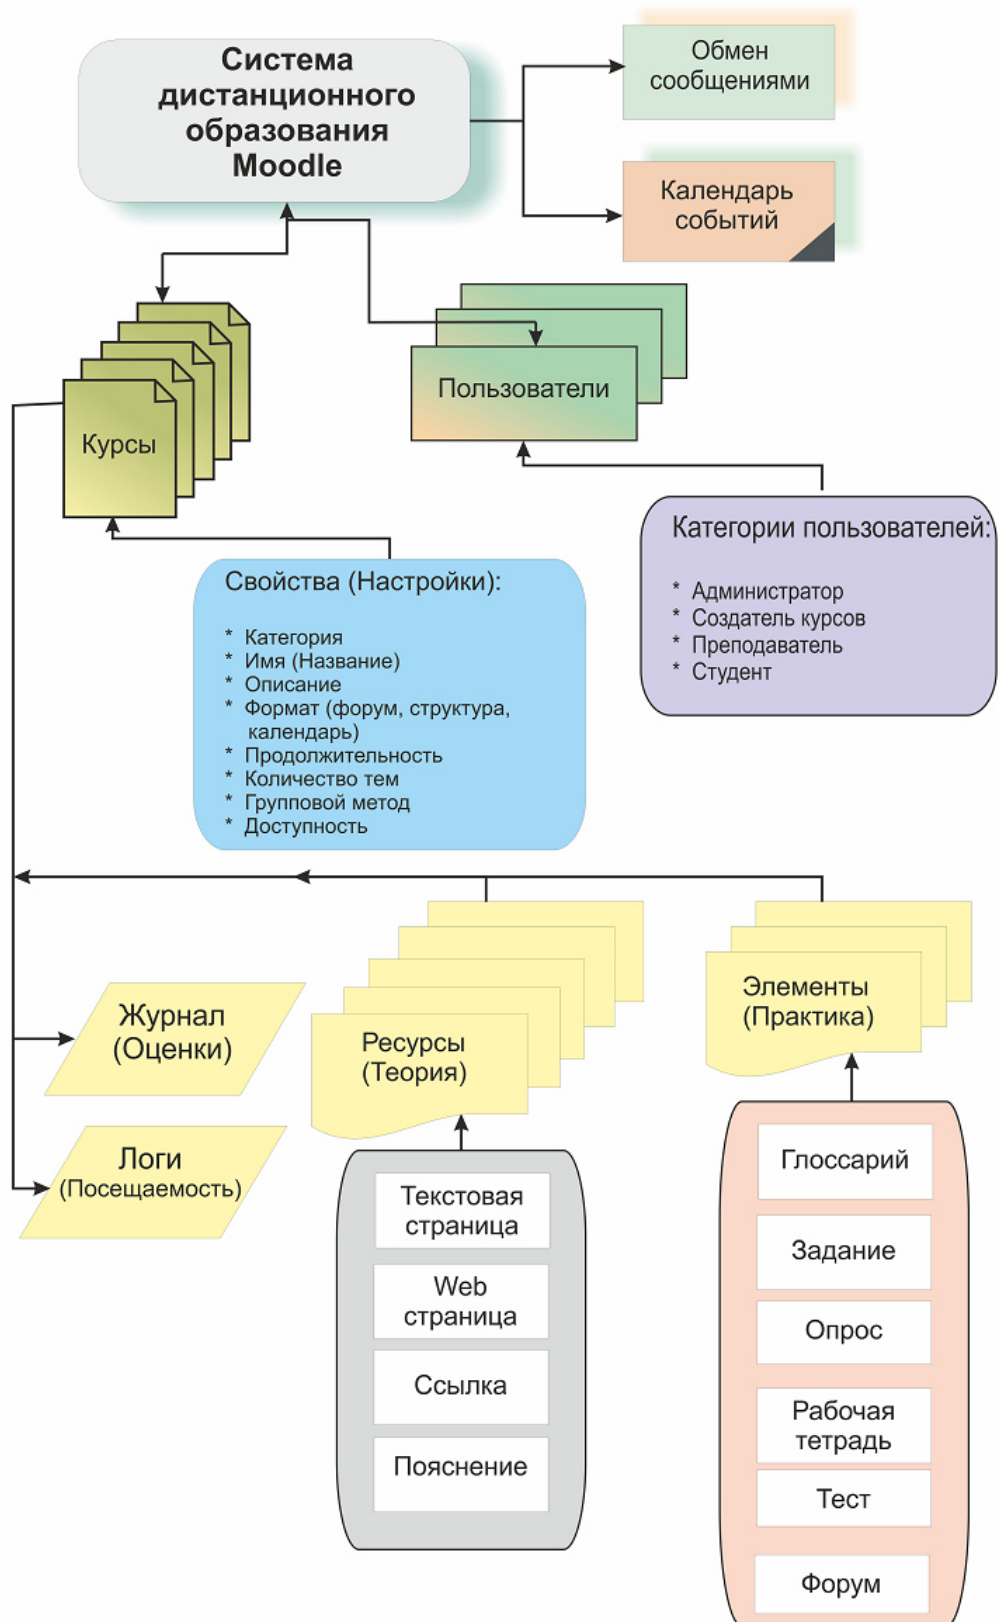 Система
дистанционного
образования
Moodle
Обмен
сообщениями
Календарь
событий
Курсы
Пользователи
Категории пользователей:
* Администратор
* Создатель курсов
* Преподаватель
* Студент
Свойства (Настройки):
* Категория
* Имя (Название)
* Описание
* Формат (форум, структура,
календарь)
* Продолжительность
* Количество тем
* Групповой метод
* Доступность
Журнал
(Оценки)
Логи
(Посещаемость)
Ресурсы
(Теория)
Текстовая
страница
Web
страница
Ссылка
Пояснение
Элементы
(Практика)
Глоссарий
Задание
Опрос
Рабочая
тетрадь
Тест
Форум